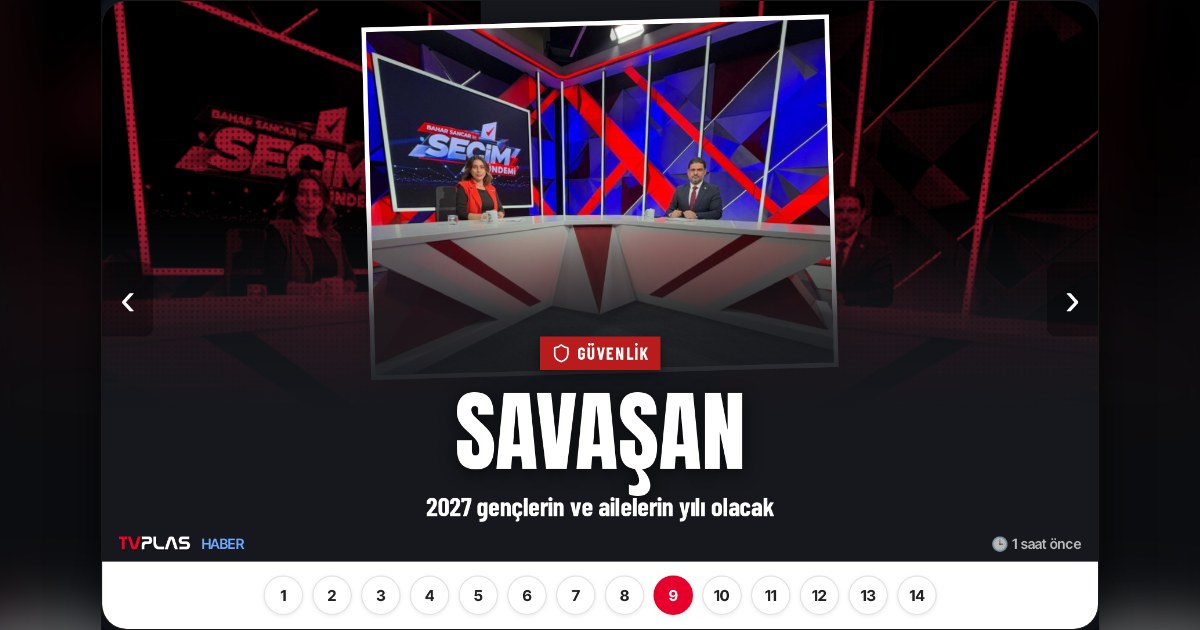 BAHAR SANCAR ile
SEÇİM
GÜNDEMİ
GÜVENLİK
SAVAŞAN
2027 gençlerin ve ailelerin yılı olacak
TVPLAS HABER
1 saat önce
1 2 3 4 5 6 7 8 9 10 11 12 13 14